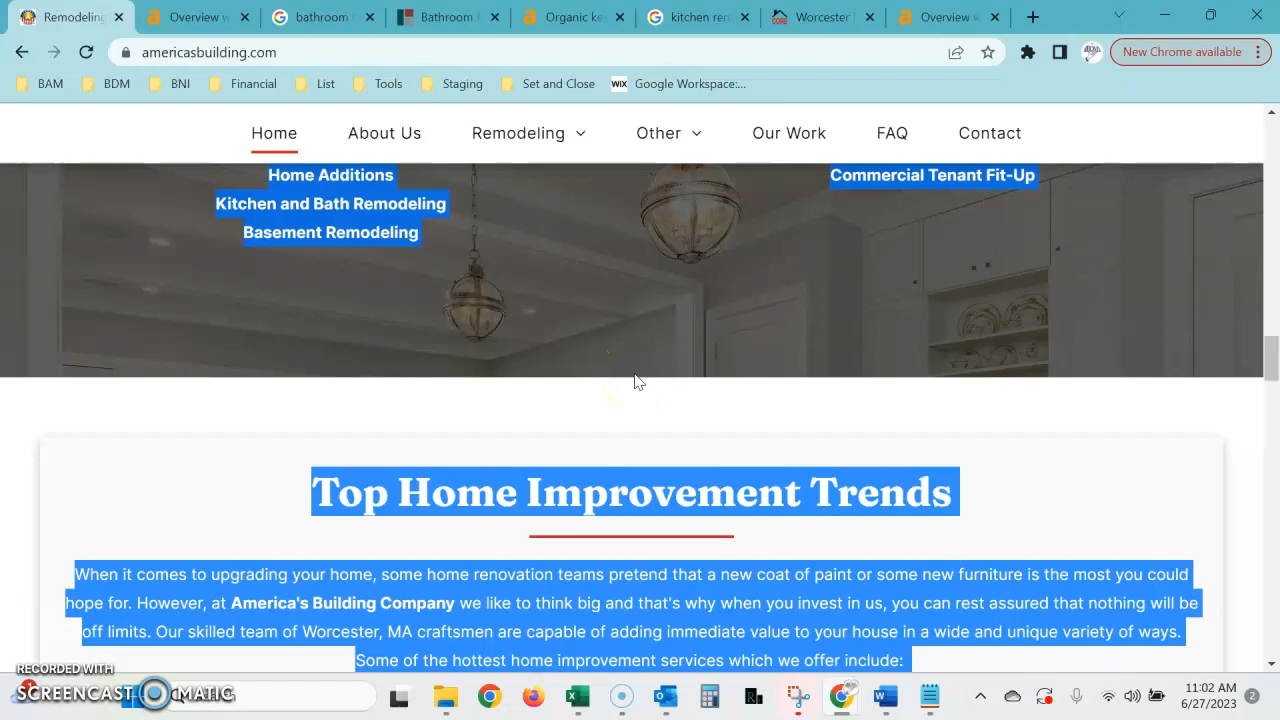 Remodeling
Overview w
bathroom
Bathroom
Organic ke
kitchen rem
Worcester
Overview w
americasbuilding.com
New Chrome available
BAM
BDM
BNI
Financial
List
Tools
Staging
Set and Close
WiX
Google Workspace:...
Home
About Us
Remodeling
Other
Our Work
FAQ
Contact
Home Additions
Kitchen and Bath Remodeling
Basement Remodeling
Commercial Tenant Fit-Up
Top Home Improvement Trends
When it comes to upgrading your home, some home renovation teams pretend that a new coat of paint or some new furniture is the most you could
hope for. However, at America's Building Company we like to think big and that's why when you invest in us, you can rest assured that nothing will be
off limits. Our skilled team of Worcester, MA craftsmen are capable of adding immediate value to your house in a wide and unique variety of ways.
Some of the hottest home improvement services which we offer include:
RECORDED WITH
SCREENCAST MATIC
11:02 AM
6/27/2023
2